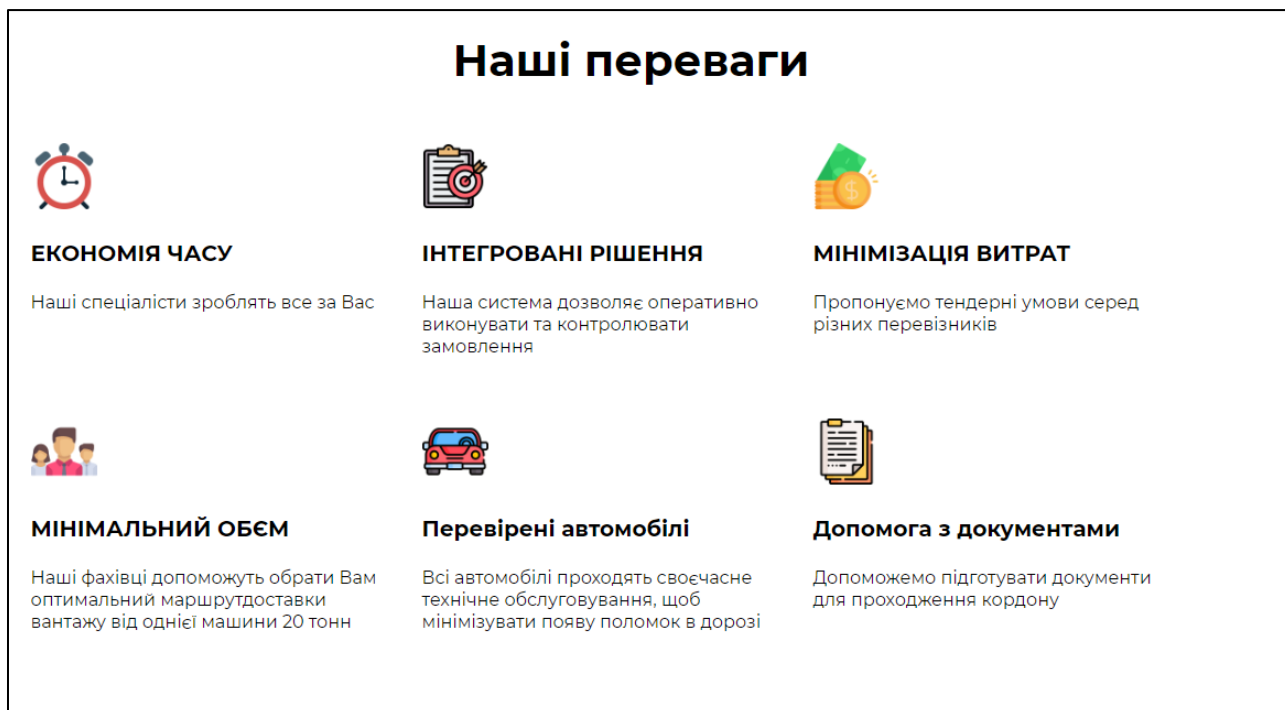 Наші переваги
ЕКОНОМІЯ ЧАСУ
Наші спеціалісти зроблять все за Вас
ІНТЕГРОВАНІ РІШЕННЯ
Наша система дозволяє оперативно
виконувати та контролювати
замовлення
МІНІМІЗАЦІЯ ВИТРАТ
Пропонуємо тендерні умови серед
різних перевізників
МІНІМАЛЬНИЙ ОБЄМ
Наші фахівці допоможуть обрати Вам
оптимальний маршрутдоставки
вантажу від однієї машини 20 тонн
Перевірені автомобілі
Всі автомобілі проходять своєчасне
технічне обслуговування, щоб
мінімізувати появу поломок в дорозі
Допомога з документами
Допоможемо підготувати документи
для проходження кордону